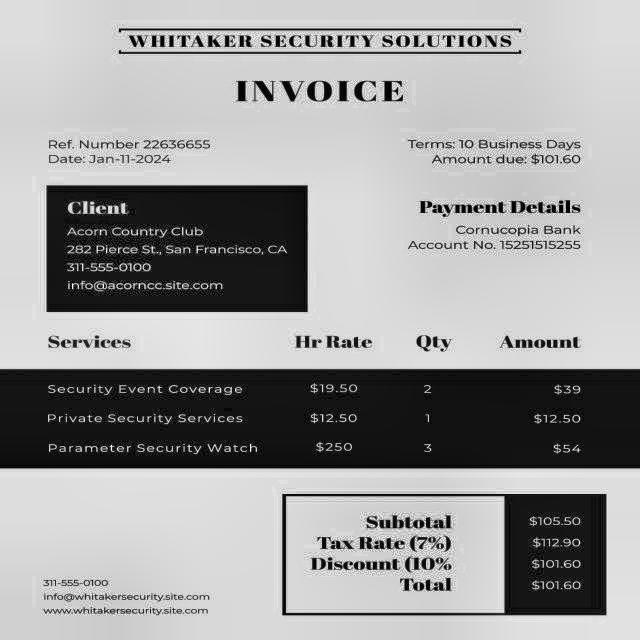 WHITAKER SECURITY SOLUTIONS
INVOICE
Ref. Number 22636655
Date: Jan-11-2024
Terms: 10 Business Days
Amount due: $101.60
Client
Acorn Country Club
282 Pierce St., San Francisco, CA
311-555-0100
info@acorncc.site.com
Payment Details
Cornucopia Bank
Account No. 15251515255
Services Hr Rate Qty Amount
Security Event Coverage $19.50 2 $39
Private Security Services $12.50 1 $12.50
Parameter Security Watch $250 3 $54
Subtotal $105.50
Tax Rate (7%) $112.90
Discount (10% $101.60
Total $101.60
311-555-0100
info@whitakersecurity.site.com
www.whitakersecurity.site.com